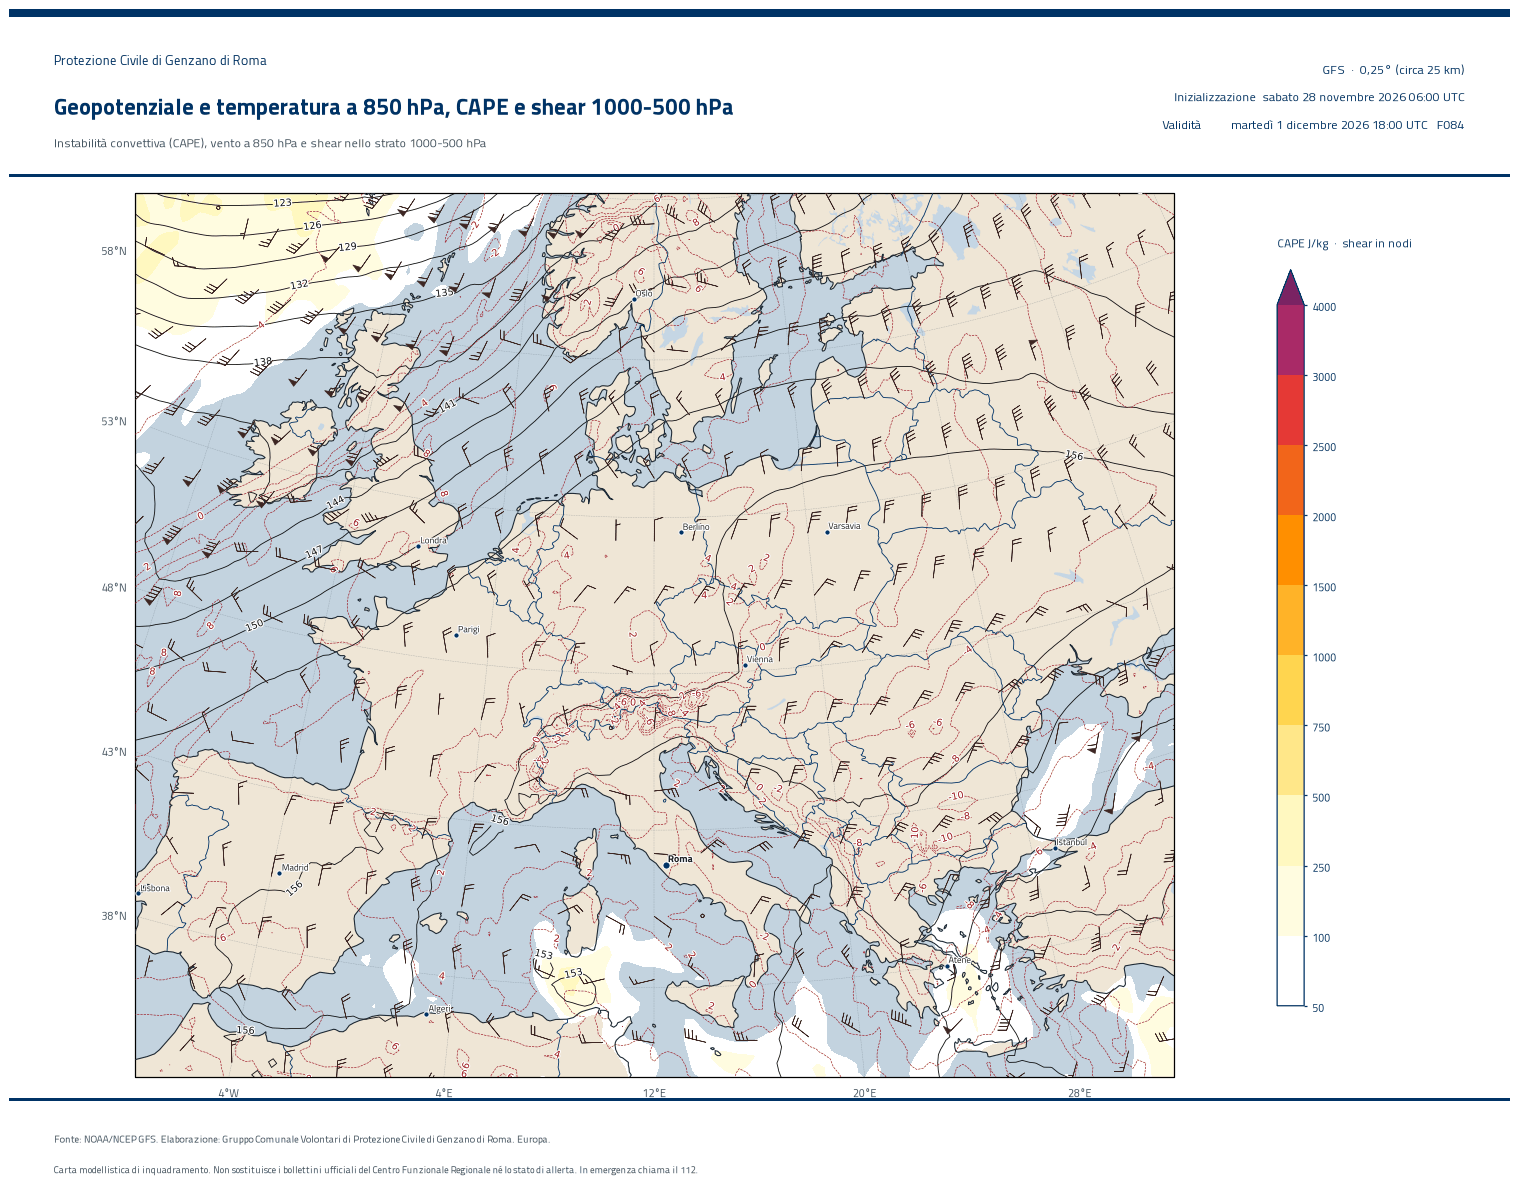 Protezione Civile di Genzano di Roma
Geopotenziale e temperatura a 850 hPa, CAPE e shear 1000-500 hPa
Instabilità convettiva (CAPE), vento a 850 hPa e shear nello strato 1000-500 hPa
GFS · 0,25° (circa 25 km)
Inizializzazione sabato 28 novembre 2026 06:00 UTC
Validità martedì 1 dicembre 2026 18:00 UTC F084
CAPE J/kg · shear in nodi
4000
3000
2500
2000
1500
1000
750
500
250
100
50
58°N
53°N
48°N
43°N
38°N
4°W
4°E
12°E
20°E
28°E
123
126
129
132
135
138
141
144
147
150
153
153
156
156
156
156
Oslo
Berlino
Varsavia
Londra
Parigi
Vienna
Roma
Madrid
Lisbona
Algeri
Atene
Istanbul
Fonte: NOAA/NCEP GFS. Elaborazione: Gruppo Comunale Volontari di Protezione Civile di Genzano di Roma. Europa.
Carta modellistica di inquadramento. Non sostituisce i bollettini ufficiali del Centro Funzionale Regionale né lo stato di allerta. In emergenza chiama il 112.